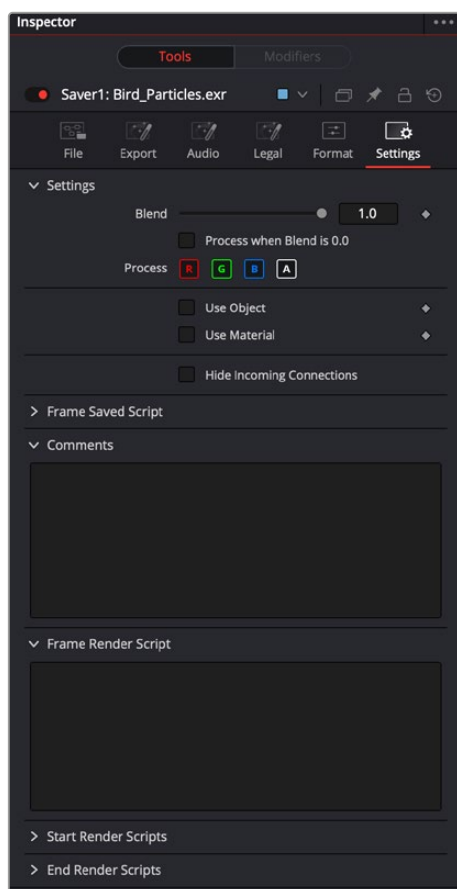 Inspector
Tools Modifiers
Saver1: Bird_Particles.exr
File Export Audio Legal Format Settings
Settings
Blend 1.0
Process when Blend is 0.0
Process R G B A
Use Object
Use Material
Hide Incoming Connections
Frame Saved Script
Comments
Frame Render Script
Start Render Scripts
End Render Scripts